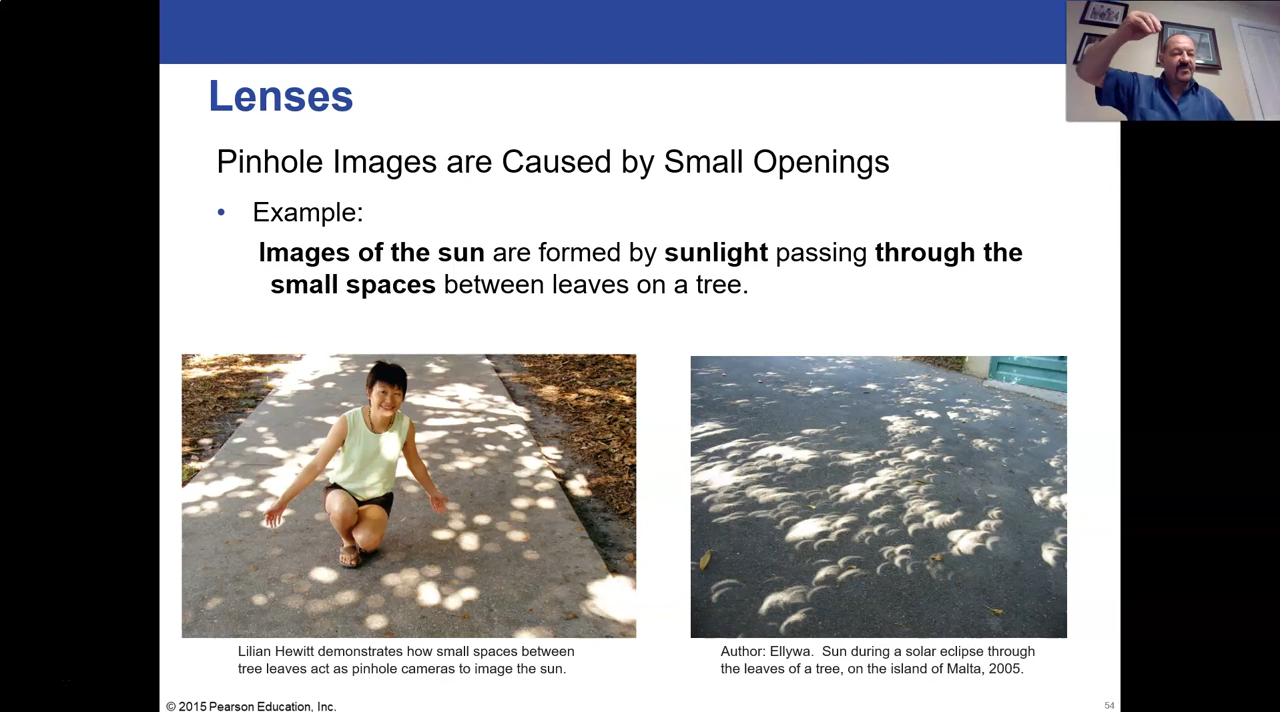 Lenses
Pinhole Images are Caused by Small Openings
• Example:
Images of the sun are formed by sunlight passing through the
small spaces between leaves on a tree.
Lilian Hewitt demonstrates how small spaces between
tree leaves act as pinhole cameras to image the sun.
Author: Ellywa. Sun during a solar eclipse through
the leaves of a tree, on the island of Malta, 2005.
© 2015 Pearson Education, Inc.
54